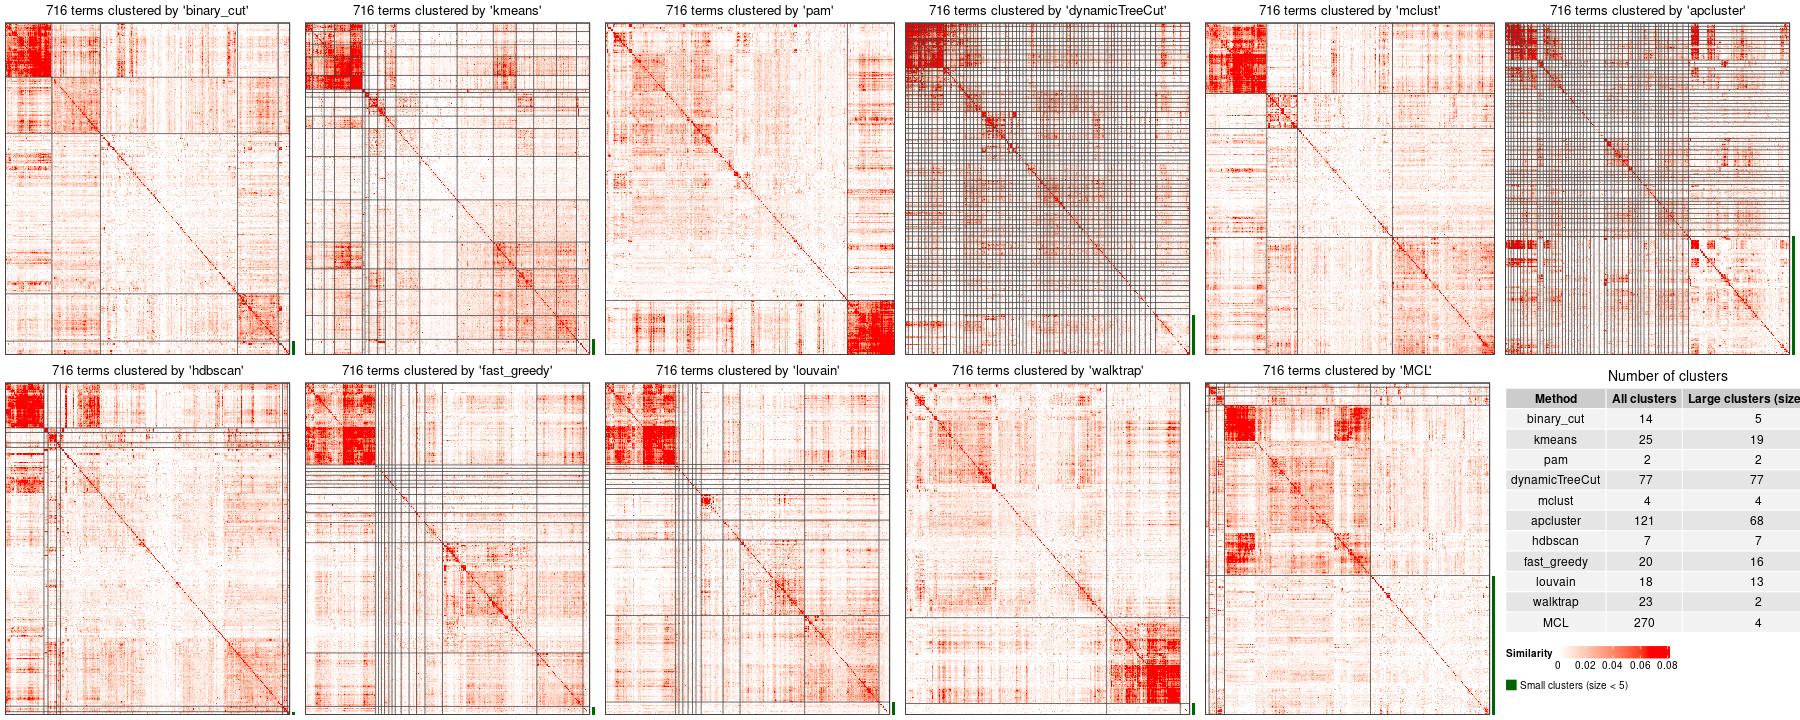 716 terms clustered by 'binary_cut'
716 terms clustered by 'kmeans'
716 terms clustered by 'pam'
716 terms clustered by 'dynamicTreeCut'
716 terms clustered by 'mclust'
716 terms clustered by 'apcluster'
716 terms clustered by 'hdbscan'
716 terms clustered by 'fast_greedy'
716 terms clustered by 'louvain'
716 terms clustered by 'walktrap'
716 terms clustered by 'MCL'
Number of clusters
Method All clusters Large clusters (size
binary_cut 14 5
kmeans 25 19
pam 2 2
dynamicTreeCut 77 77
mclust 4 4
apcluster 121 68
hdbscan 7 7
fast_greedy 20 16
louvain 18 13
walktrap 23 2
MCL 270 4
Similarity
0 0.02 0.04 0.06 0.08
Small clusters (size < 5)